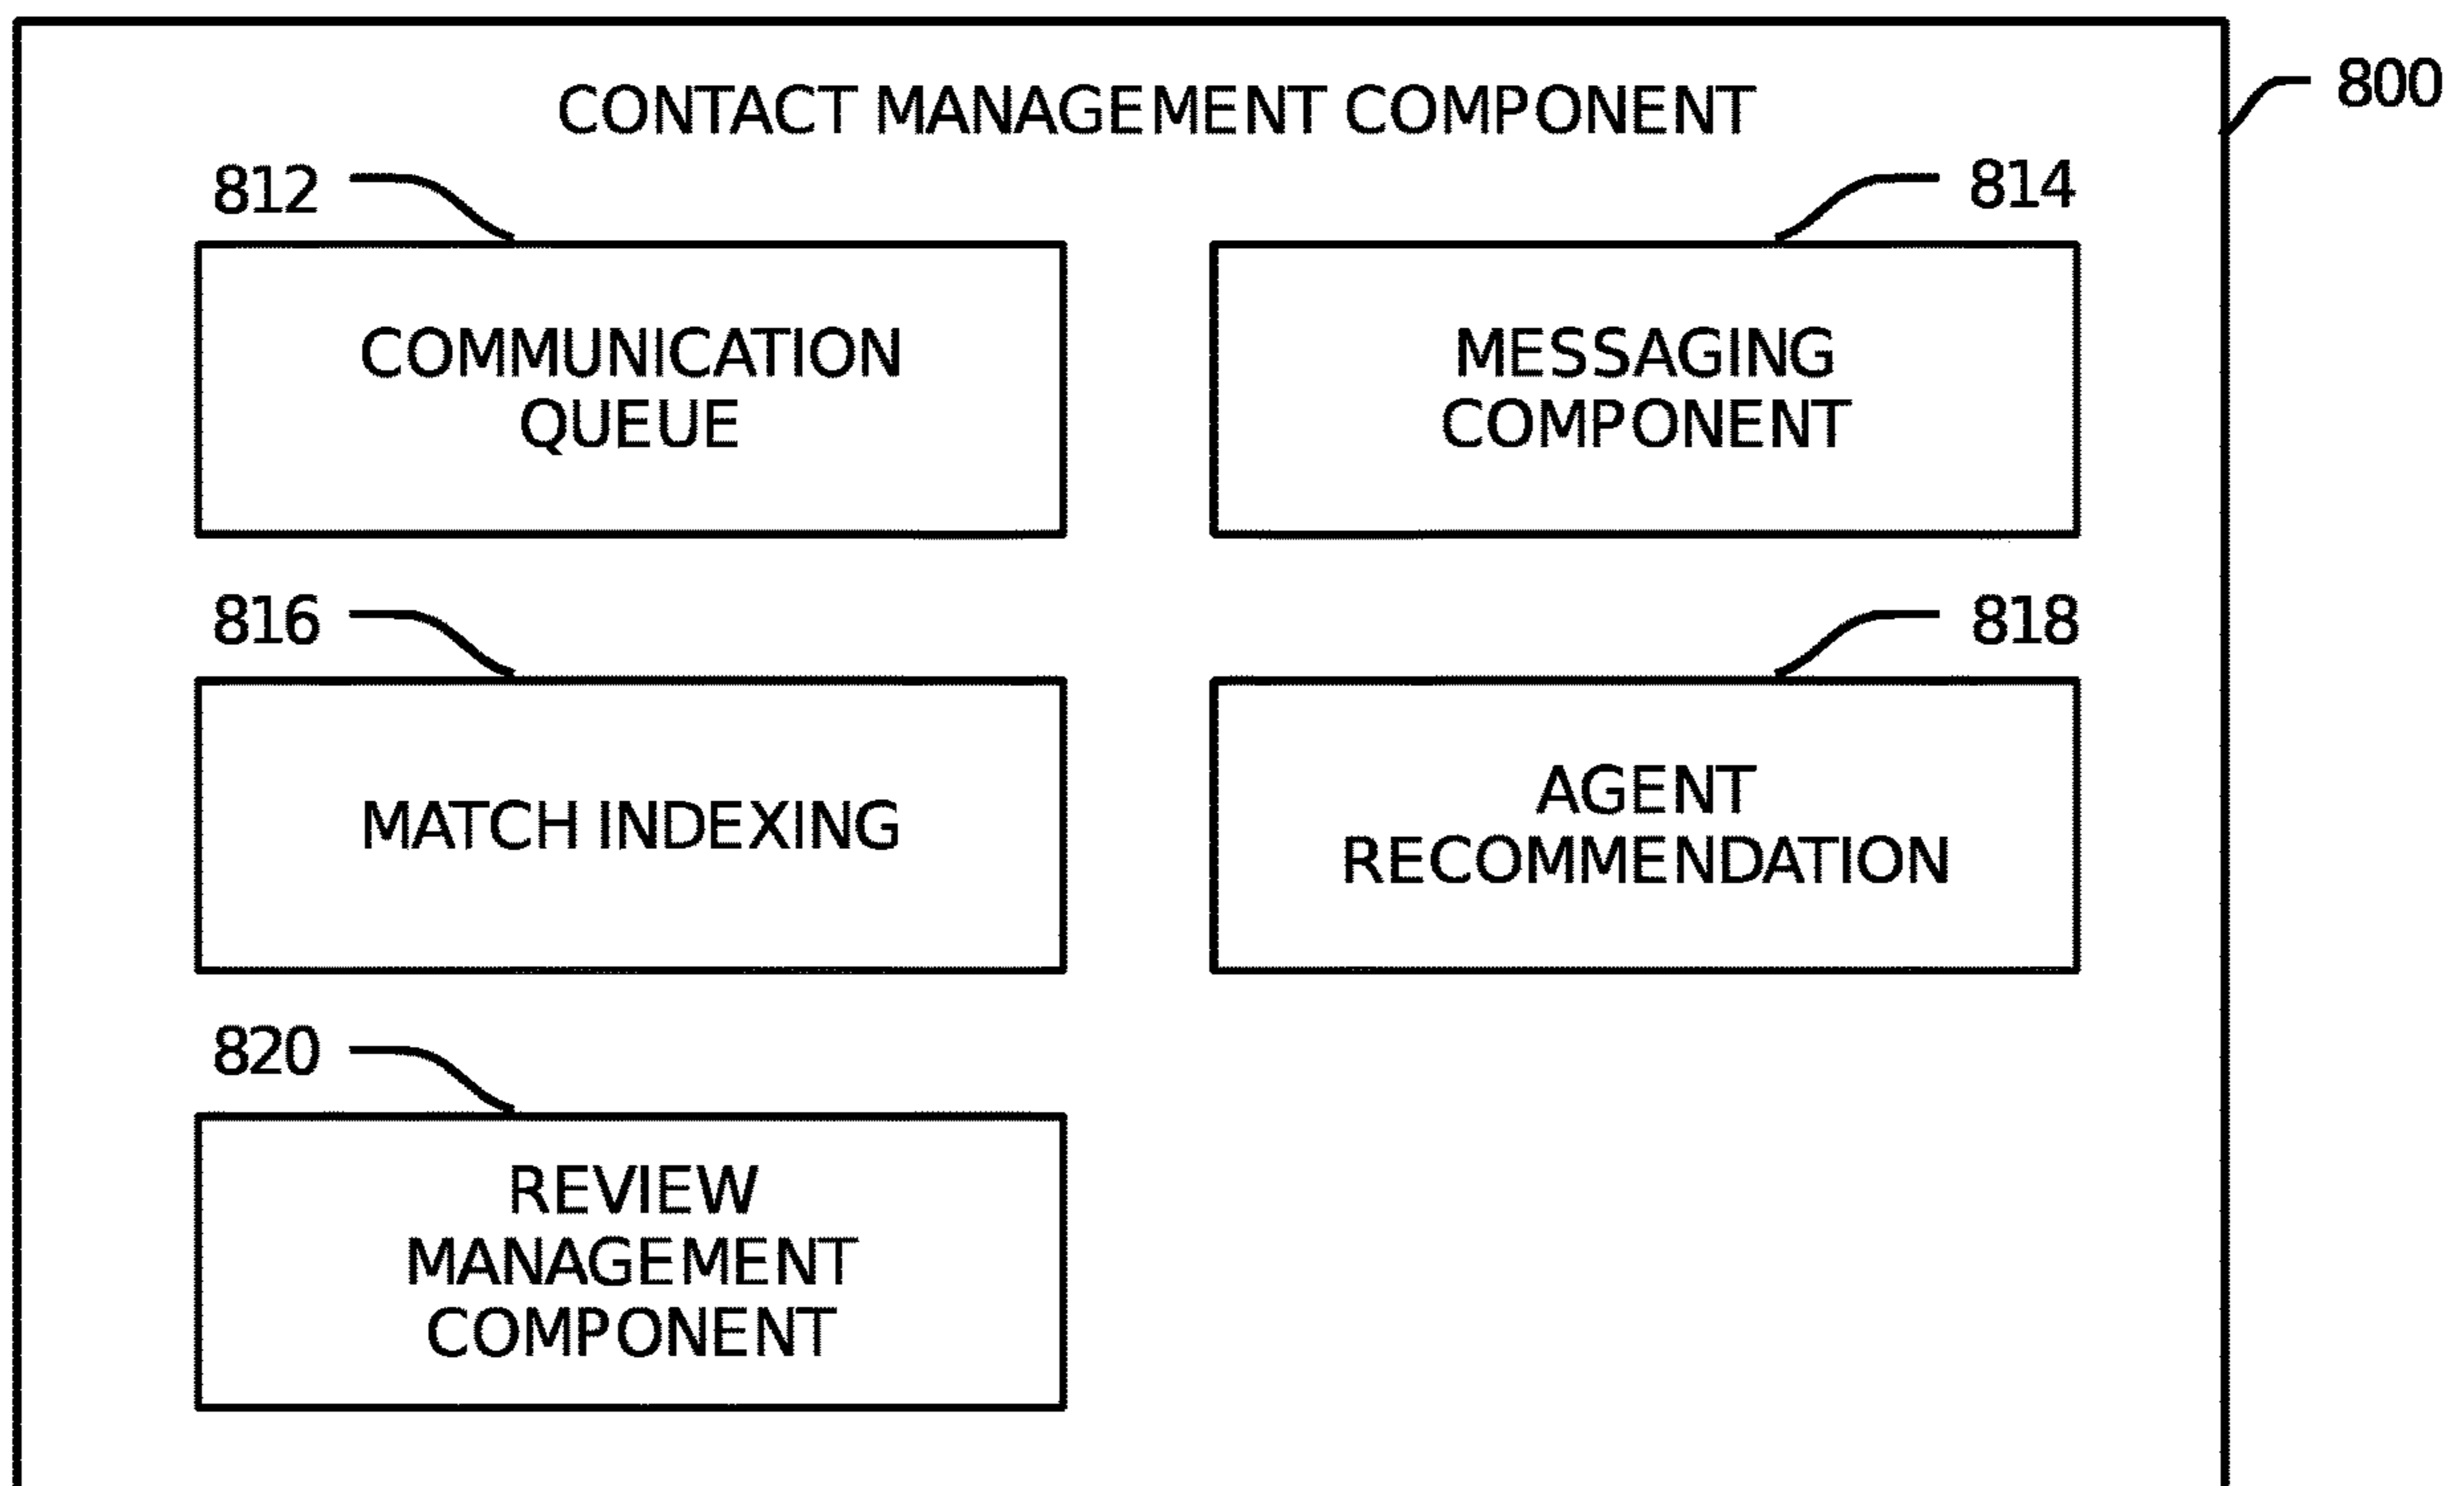 CONTACT MANAGEMENT COMPONENT
800
812
814
COMMUNICATION
QUEUE
MESSAGING
COMPONENT
816
818
MATCH INDEXING
AGENT
RECOMMENDATION
820
REVIEW
MANAGEMENT
COMPONENT